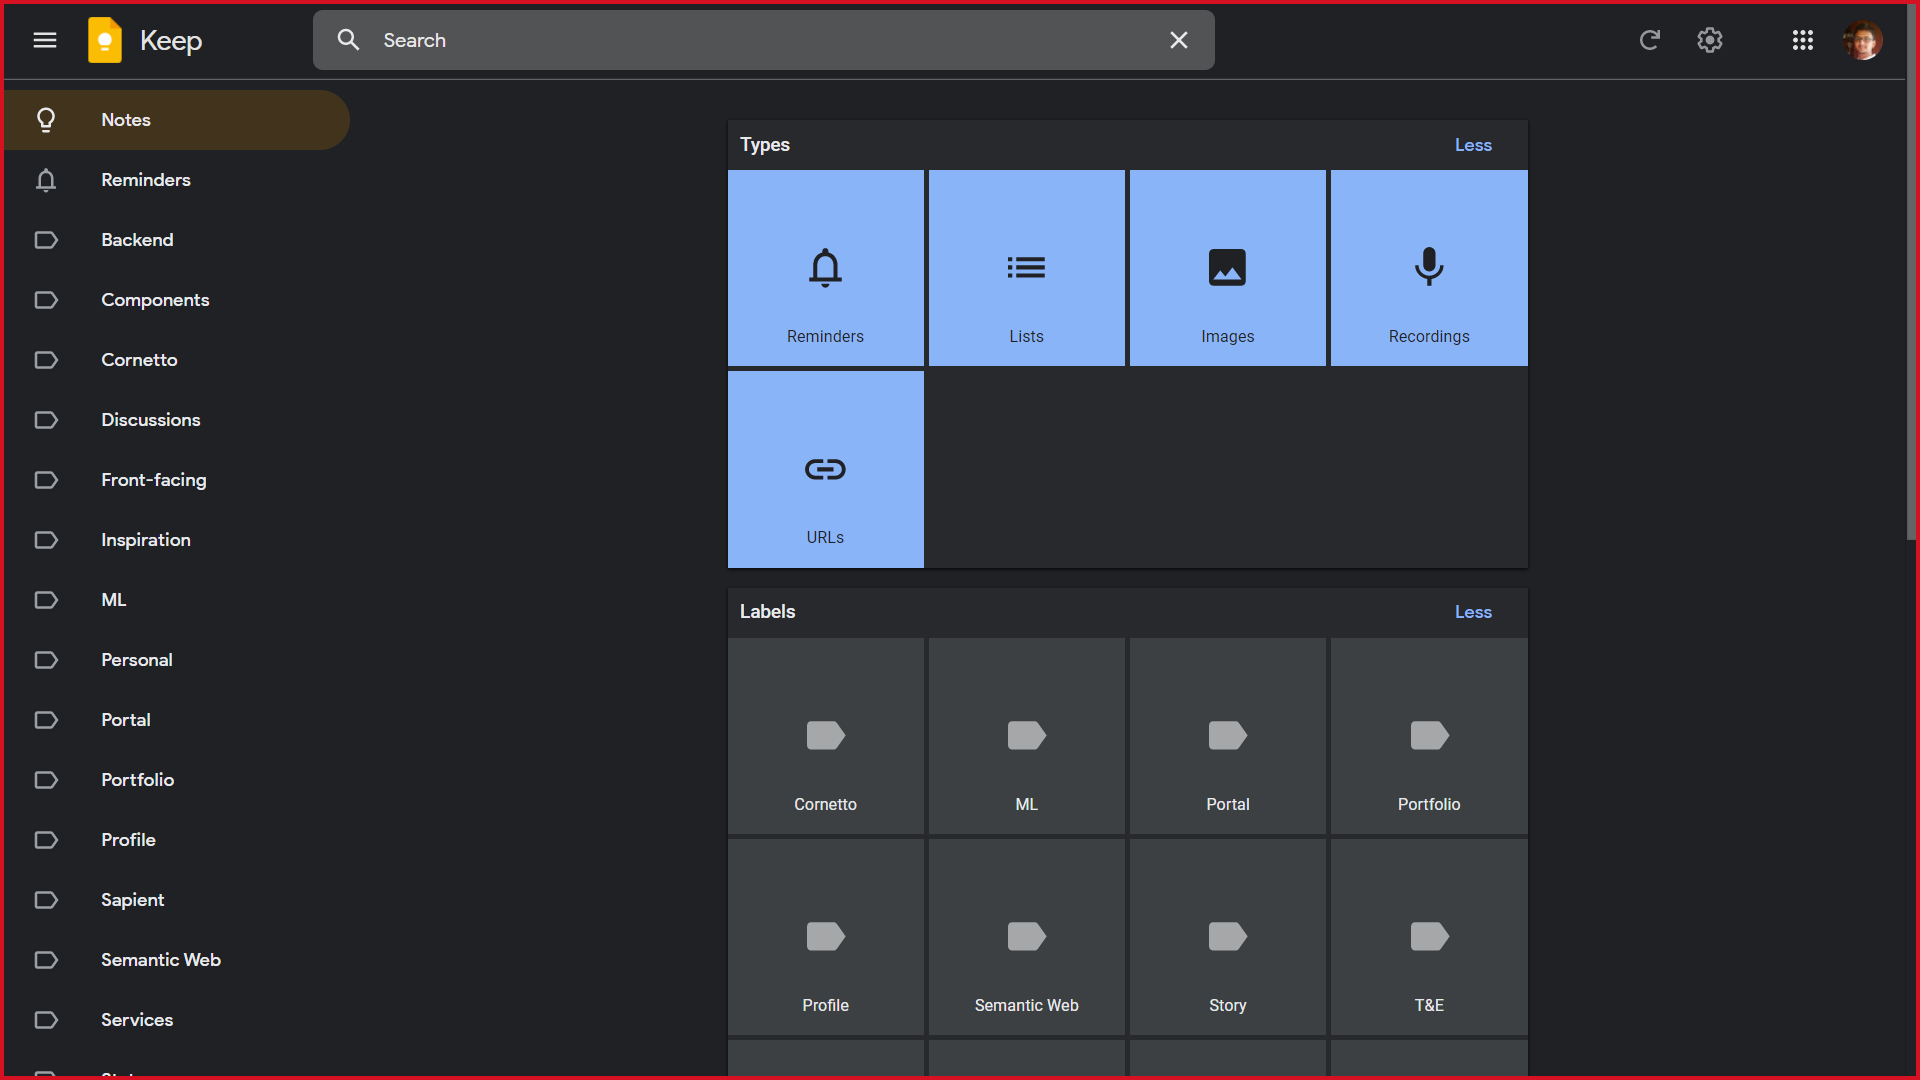 Keep
Search
Notes
Reminders
Backend
Components
Cornetto
Discussions
Front-facing
Inspiration
ML
Personal
Portal
Portfolio
Profile
Sapient
Semantic Web
Services
Types
Less
Reminders
Lists
Images
Recordings
URLs
Labels
Less
Cornetto
ML
Portal
Portfolio
Profile
Semantic Web
Story
T&E